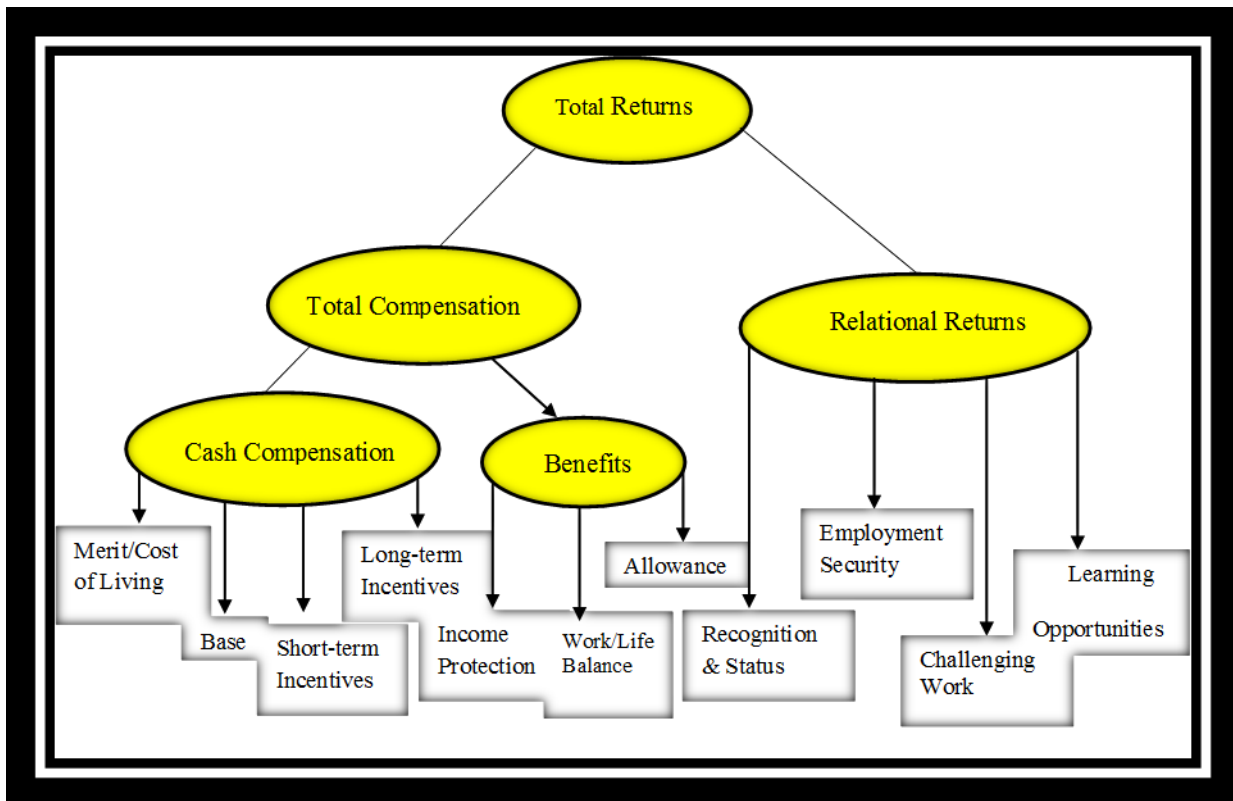 Total Returns
Total Compensation
Relational Returns
Cash Compensation
Benefits
Merit/Cost
of Living
Base
Short-term
Incentives
Long-term
Incentives
Income
Protection
Work/Life
Balance
Allowance
Recognition
& Status
Employment
Security
Challenging
Work
Learning
Opportunities